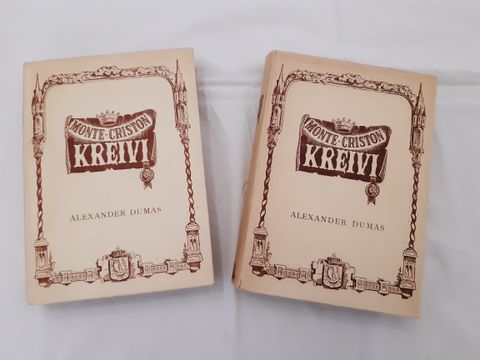 MONTE-CRISTON
KREIVI
ALEXANDER DUMAS
MONTE-CRISTON
KREIVI
ALEXANDER DUMAS